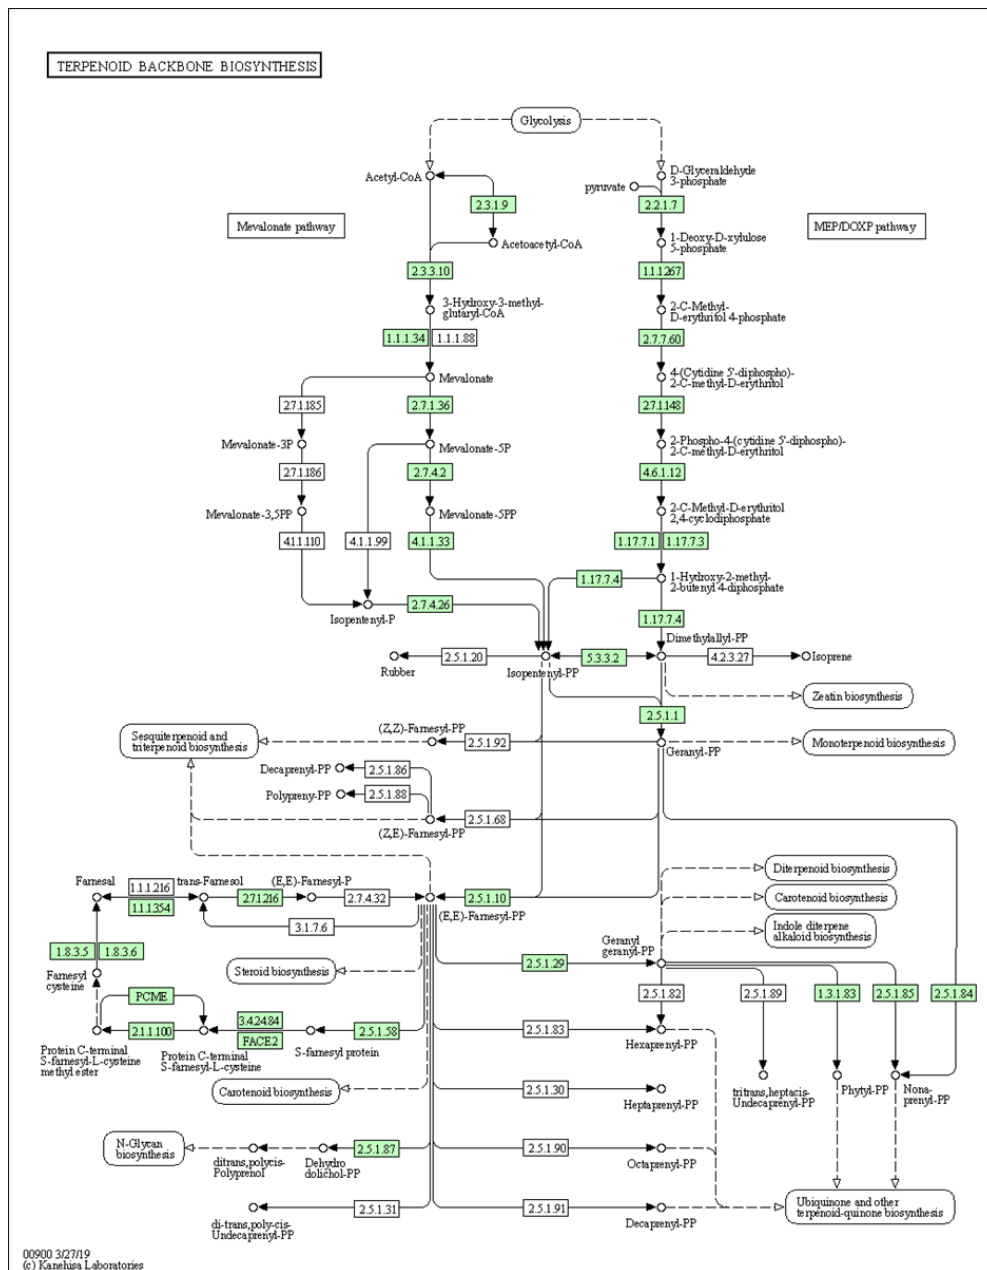 TERPENOID BACKBONE BIOSYNTHESIS
Glycolysis
Acetyl-CoA
D-Glyceraldehyde
3-phosphate
pyruvate
2.3.1.9
2.2.1.7
Mevalonate pathway
MEP/DOXP pathway
Acetoacetyl-CoA
1-Deoxy-D-xylulose
5-phosphate
2.3.3.10
1.1.1267
3-Hydroxy-3-methyl-
glutaryl-CoA
2-C-Methyl-
D-erythritol 4-phosphate
1.1.1.34
1.1.1.88
2.7.7.60
Mevalonate
4-(Cytidine 5'-diphospho)-
2-C-methyl-D-erythritol
2.7.1.185
2.7.1.36
2.7.1.148
Mevalonate-3P
Mevalonate-5P
2-Phospho-4-(cytidine 5'-diphospho)-
2-C-methyl-D-erythritol
2.7.1.186
2.7.4.2
4.6.1.12
Mevalonate-3,5PP
Mevalonate-5PP
2-C-Methyl-D-erythritol
2,4-cyclodiphosphate
4.1.1.110
4.1.1.99
4.1.1.33
1.17.7.1
1.17.7.3
1.17.7.4
1-Hydroxy-2-methyl-
2-butenyl 4-diphosphate
Isopentenyl-P
2.7.4.26
1.17.7.4
Dimethylallyl-PP
Rubber
2.5.1.20
Isopentenyl-PP
5.3.3.2
4.2.3.27
Isoprene
Zeatin biosynthesis
2.5.1.1
Sesquiterpenoid and
triterpenoid biosynthesis
(Z,Z)-Farnesyl-PP
2.5.1.92
Geranyl-PP
Monoterpenoid biosynthesis
Decaprenyl-PP
2.5.1.86
Polypreny-PP
2.5.1.88
2.5.1.68
(Z,E)-Farnesyl-PP
Diterpenoid biosynthesis
Farnesal
1.1.1.216
1.1.1354
trans-Farnesol
2.7.1216
(E,E)-Farnesyl-P
2.7.4.32
2.5.1.10
(E,E)-Farnesyl-PP
Carotenoid biosynthesis
3.1.7.6
Indole diterpene
alkaloid biosynthesis
1.8.3.5
1.8.3.6
Geranyl
geranyl-PP
Farnesyl
cysteine
Steroid biosynthesis
2.5.1.29
PCME
2.5.1.82
2.5.1.89
1.3.1.83
2.5.1.85
2.5.1.84
2.1.1.100
3.4.24.84
FACE2
2.5.1.58
2.5.1.83
Protein C-terminal
S-farnesyl-L-cysteine
methyl ester
Protein C-terminal
S-farnesyl-L-cysteine
S-farnesyl protein
Hexaprenyl-PP
Carotenoid biosynthesis
2.5.1.30
Heptaprenyl-PP
tritrans,heptacis-
Undecaprenyl-PP
Phytyl-PP
Nona-
prenyl-PP
N-Glycan
biosynthesis
ditrans,polycis-
Polyprenol
Dehydro
dolichol-PP
2.5.1.87
2.5.1.90
Octaprenyl-PP
2.5.1.31
di-trans,poly-cis-
Undecaprenyl-PP
2.5.1.91
Decaprenyl-PP
Ubiquinone and other
terpenoid-quinone biosynthesis
00900 3/27/19
(c) Kanehisa Laboratories